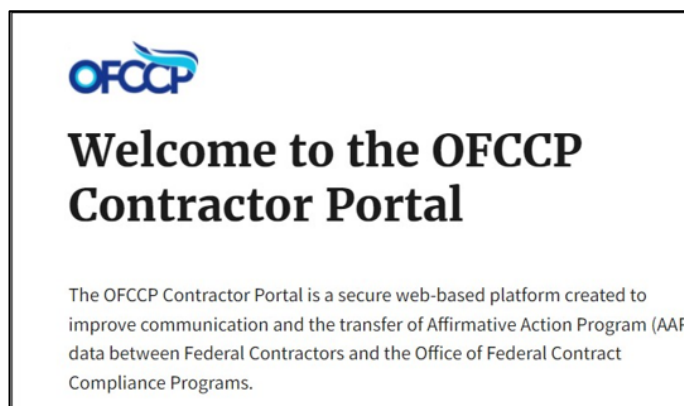 OFCCP
Welcome to the OFCCP
Contractor Portal
The OFCCP Contractor Portal is a secure web-based platform created to
improve communication and the transfer of Affirmative Action Program (AAP
data between Federal Contractors and the Office of Federal Contract
Compliance Programs.